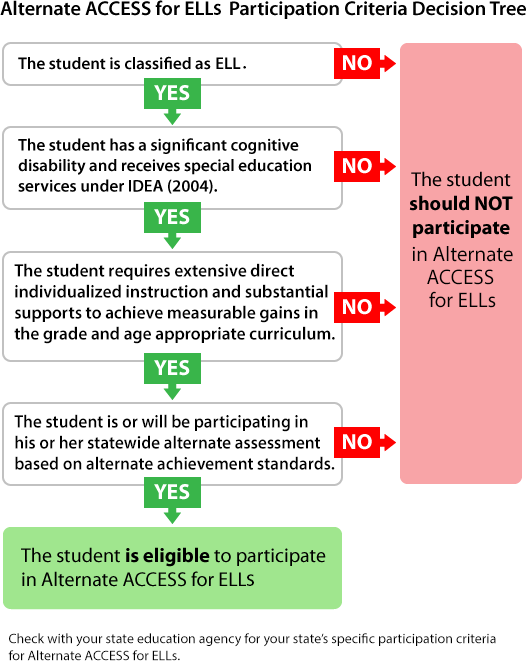 Alternate ACCESS for ELLs Participation Criteria Decision Tree
The student is classified as ELL.
NO
YES
The student has a significant cognitive
disability and receives special education
services under IDEA (2004).
NO
YES
The student requires extensive direct
individualized instruction and substantial
supports to achieve measurable gains in
the grade and age appropriate curriculum.
NO
YES
The student is or will be participating in
his or her statewide alternate assessment
based on alternate achievement standards.
NO
YES
The student
should NOT
participate
in Alternate
ACCESS
for ELLs
The student is eligible to participate
in Alternate ACCESS for ELLs
Check with your state education agency for your state's specific participation criteria
for Alternate ACCESS for ELLs.